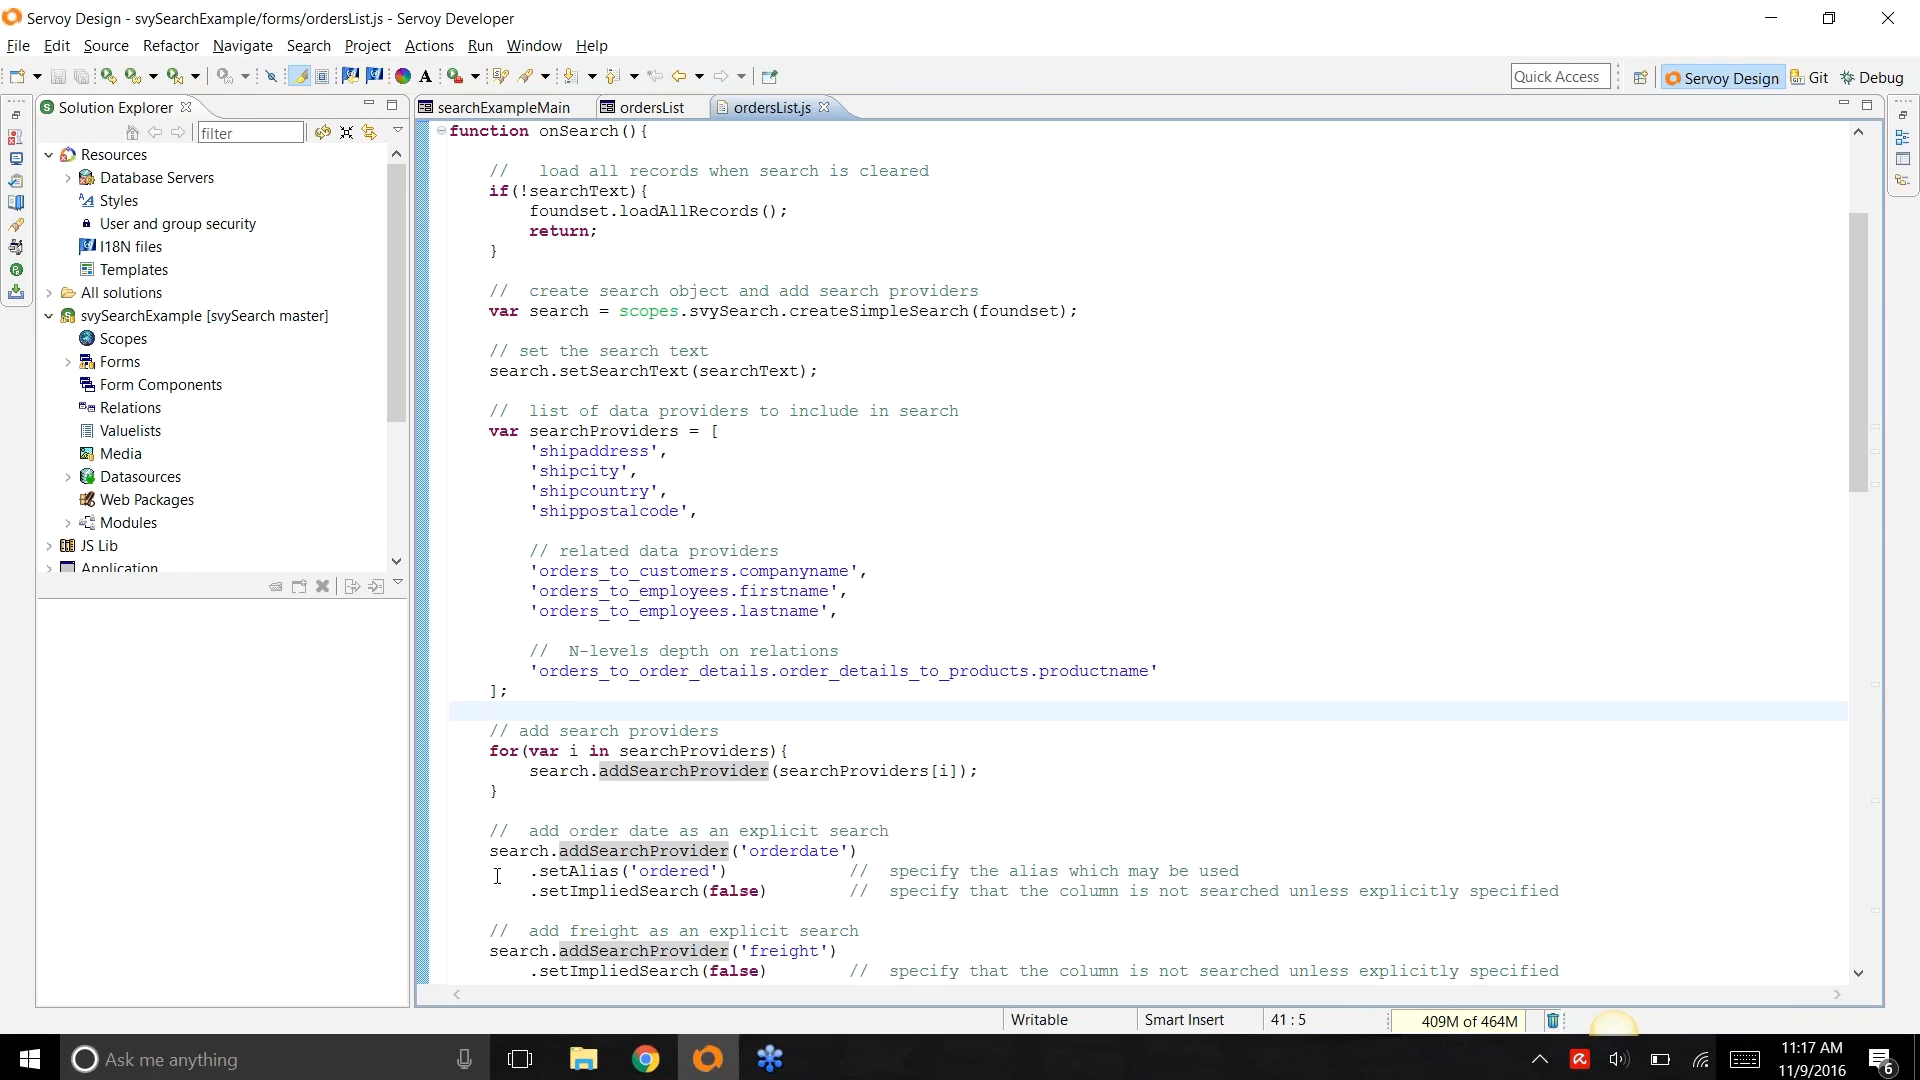 Servoy Design - svySearchExample/forms/ordersList.js - Servoy Developer
File Edit Source Refactor Navigate Search Project Actions Run Window Help
Quick Access Servoy Design Git Debug
Solution Explorer
filter
Resources
Database Servers
Styles
User and group security
I18N files
Templates
All solutions
svySearchExample [svySearch master]
Scopes
Forms
Form Components
Relations
Valuelists
Media
Datasources
Web Packages
Modules
JS Lib
Application
searchExampleMain ordersList ordersList.js
function onSearch(){
//   load all records when search is cleared
if(!searchText){
foundset.loadAllRecords();
return;
}
//  create search object and add search providers
var search = scopes.svySearch.createSimpleSearch(foundset);
// set the search text
search.setSearchText(searchText);
//  list of data providers to include in search
var searchProviders = [
'shipaddress',
'shipcity',
'shipcountry',
'shippostalcode',
// related data providers
'orders_to_customers.companyname',
'orders_to_employees.firstname',
'orders_to_employees.lastname',
//  N-levels depth on relations
'orders_to_order_details.order_details_to_products.productname'
];
// add search providers
for(var i in searchProviders){
search.addSearchProvider(searchProviders[i]);
}
//  add order date as an explicit search
search.addSearchProvider('orderdate')
.setAlias('ordered')            //  specify the alias which may be used
.setImpliedSearch(false)        //  specify that the column is not searched unless explicitly specified
//  add freight as an explicit search
search.addSearchProvider('freight')
.setImpliedSearch(false)        //  specify that the column is not searched unless explicitly specified
Writable Smart Insert 41 : 5 409M of 464M
Ask me anything
11:17 AM
11/9/2016
6